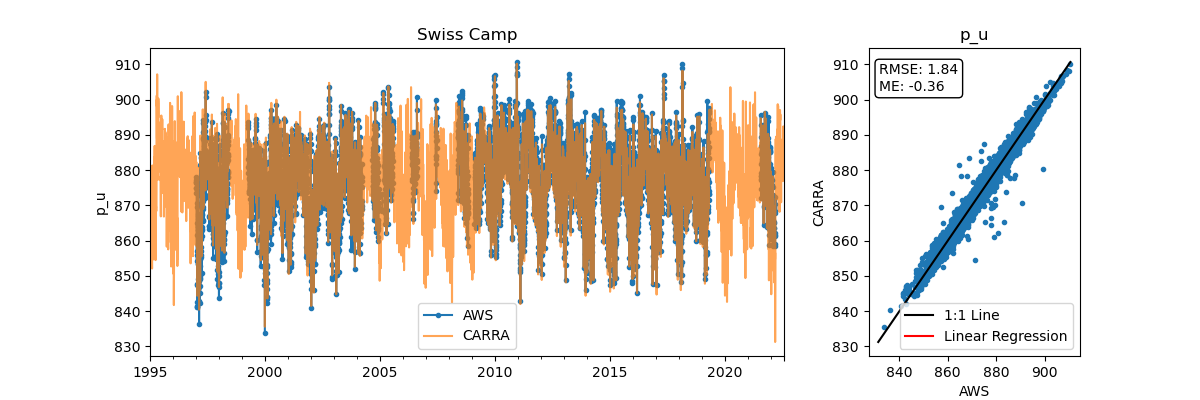 Swiss Camp
p_u
910
900
890
880
870
860
850
840
830
p_u
1995
2000
2005
2010
2015
2020
AWS
CARRA
p_u
910
900
890
880
870
860
850
840
830
CARRA
RMSE: 1.84
ME: -0.36
1:1 Line
Linear Regression
840
860
880
900
AWS